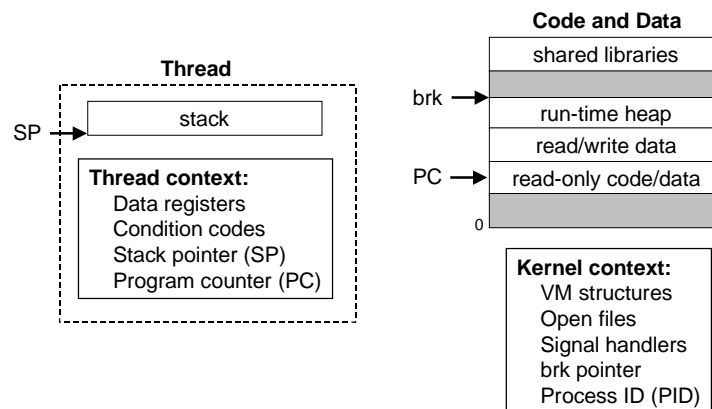 Thread
SP
stack
Thread context:
Data registers
Condition codes
Stack pointer (SP)
Program counter (PC)
Code and Data
shared libraries
brk
run-time heap
read/write data
PC
read-only code/data
0
Kernel context:
VM structures
Open files
Signal handlers
brk pointer
Process ID (PID)